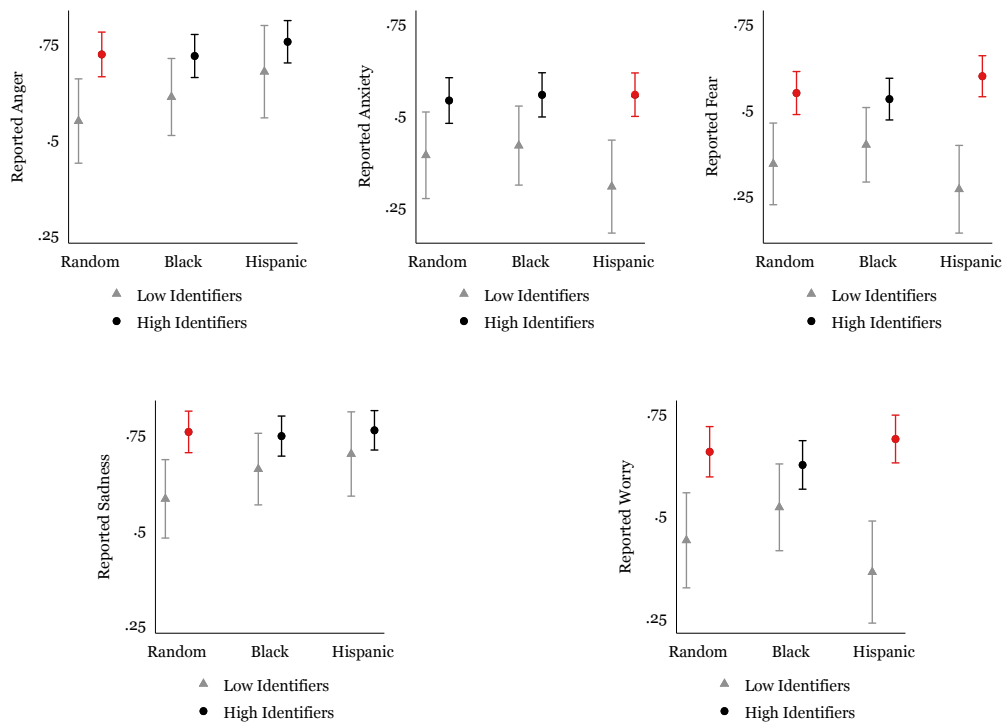 Reported Anger
.75
.5
.25
Random Black Hispanic
Low Identifiers
High Identifiers
Reported Anxiety
.75
.5
.25
Random Black Hispanic
Low Identifiers
High Identifiers
Reported Fear
.75
.5
.25
Random Black Hispanic
Low Identifiers
High Identifiers
Reported Sadness
.75
.5
.25
Random Black Hispanic
Low Identifiers
High Identifiers
Reported Worry
.75
.5
.25
Random Black Hispanic
Low Identifiers
High Identifiers